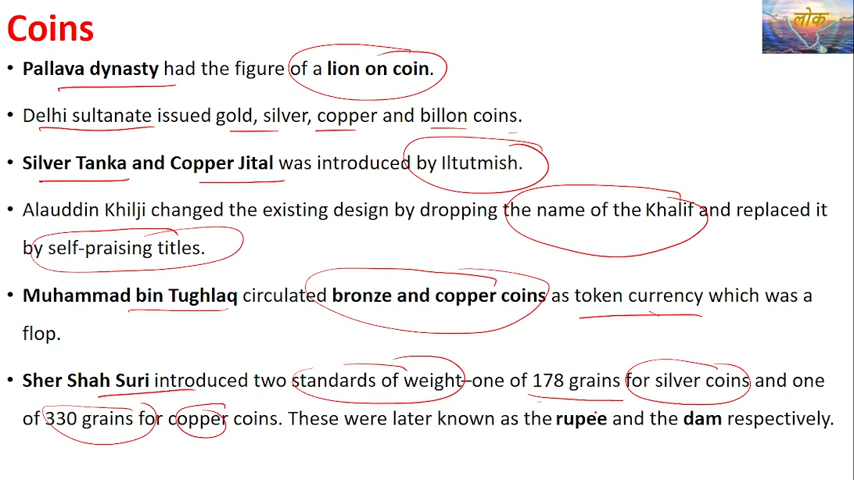 Coins
लोक
• Pallava dynasty had the figure of a lion on coin.
• Delhi sultanate issued gold, silver, copper and billon coins.
• Silver Tanka and Copper Jital was introduced by Iltutmish.
• Alauddin Khilji changed the existing design by dropping the name of the Khalif and replaced it
by self-praising titles.
• Muhammad bin Tughlaq circulated bronze and copper coins as token currency which was a
flop.
• Sher Shah Suri introduced two standards of weight–one of 178 grains for silver coins and one
of 330 grains for copper coins. These were later known as the rupee and the dam respectively.